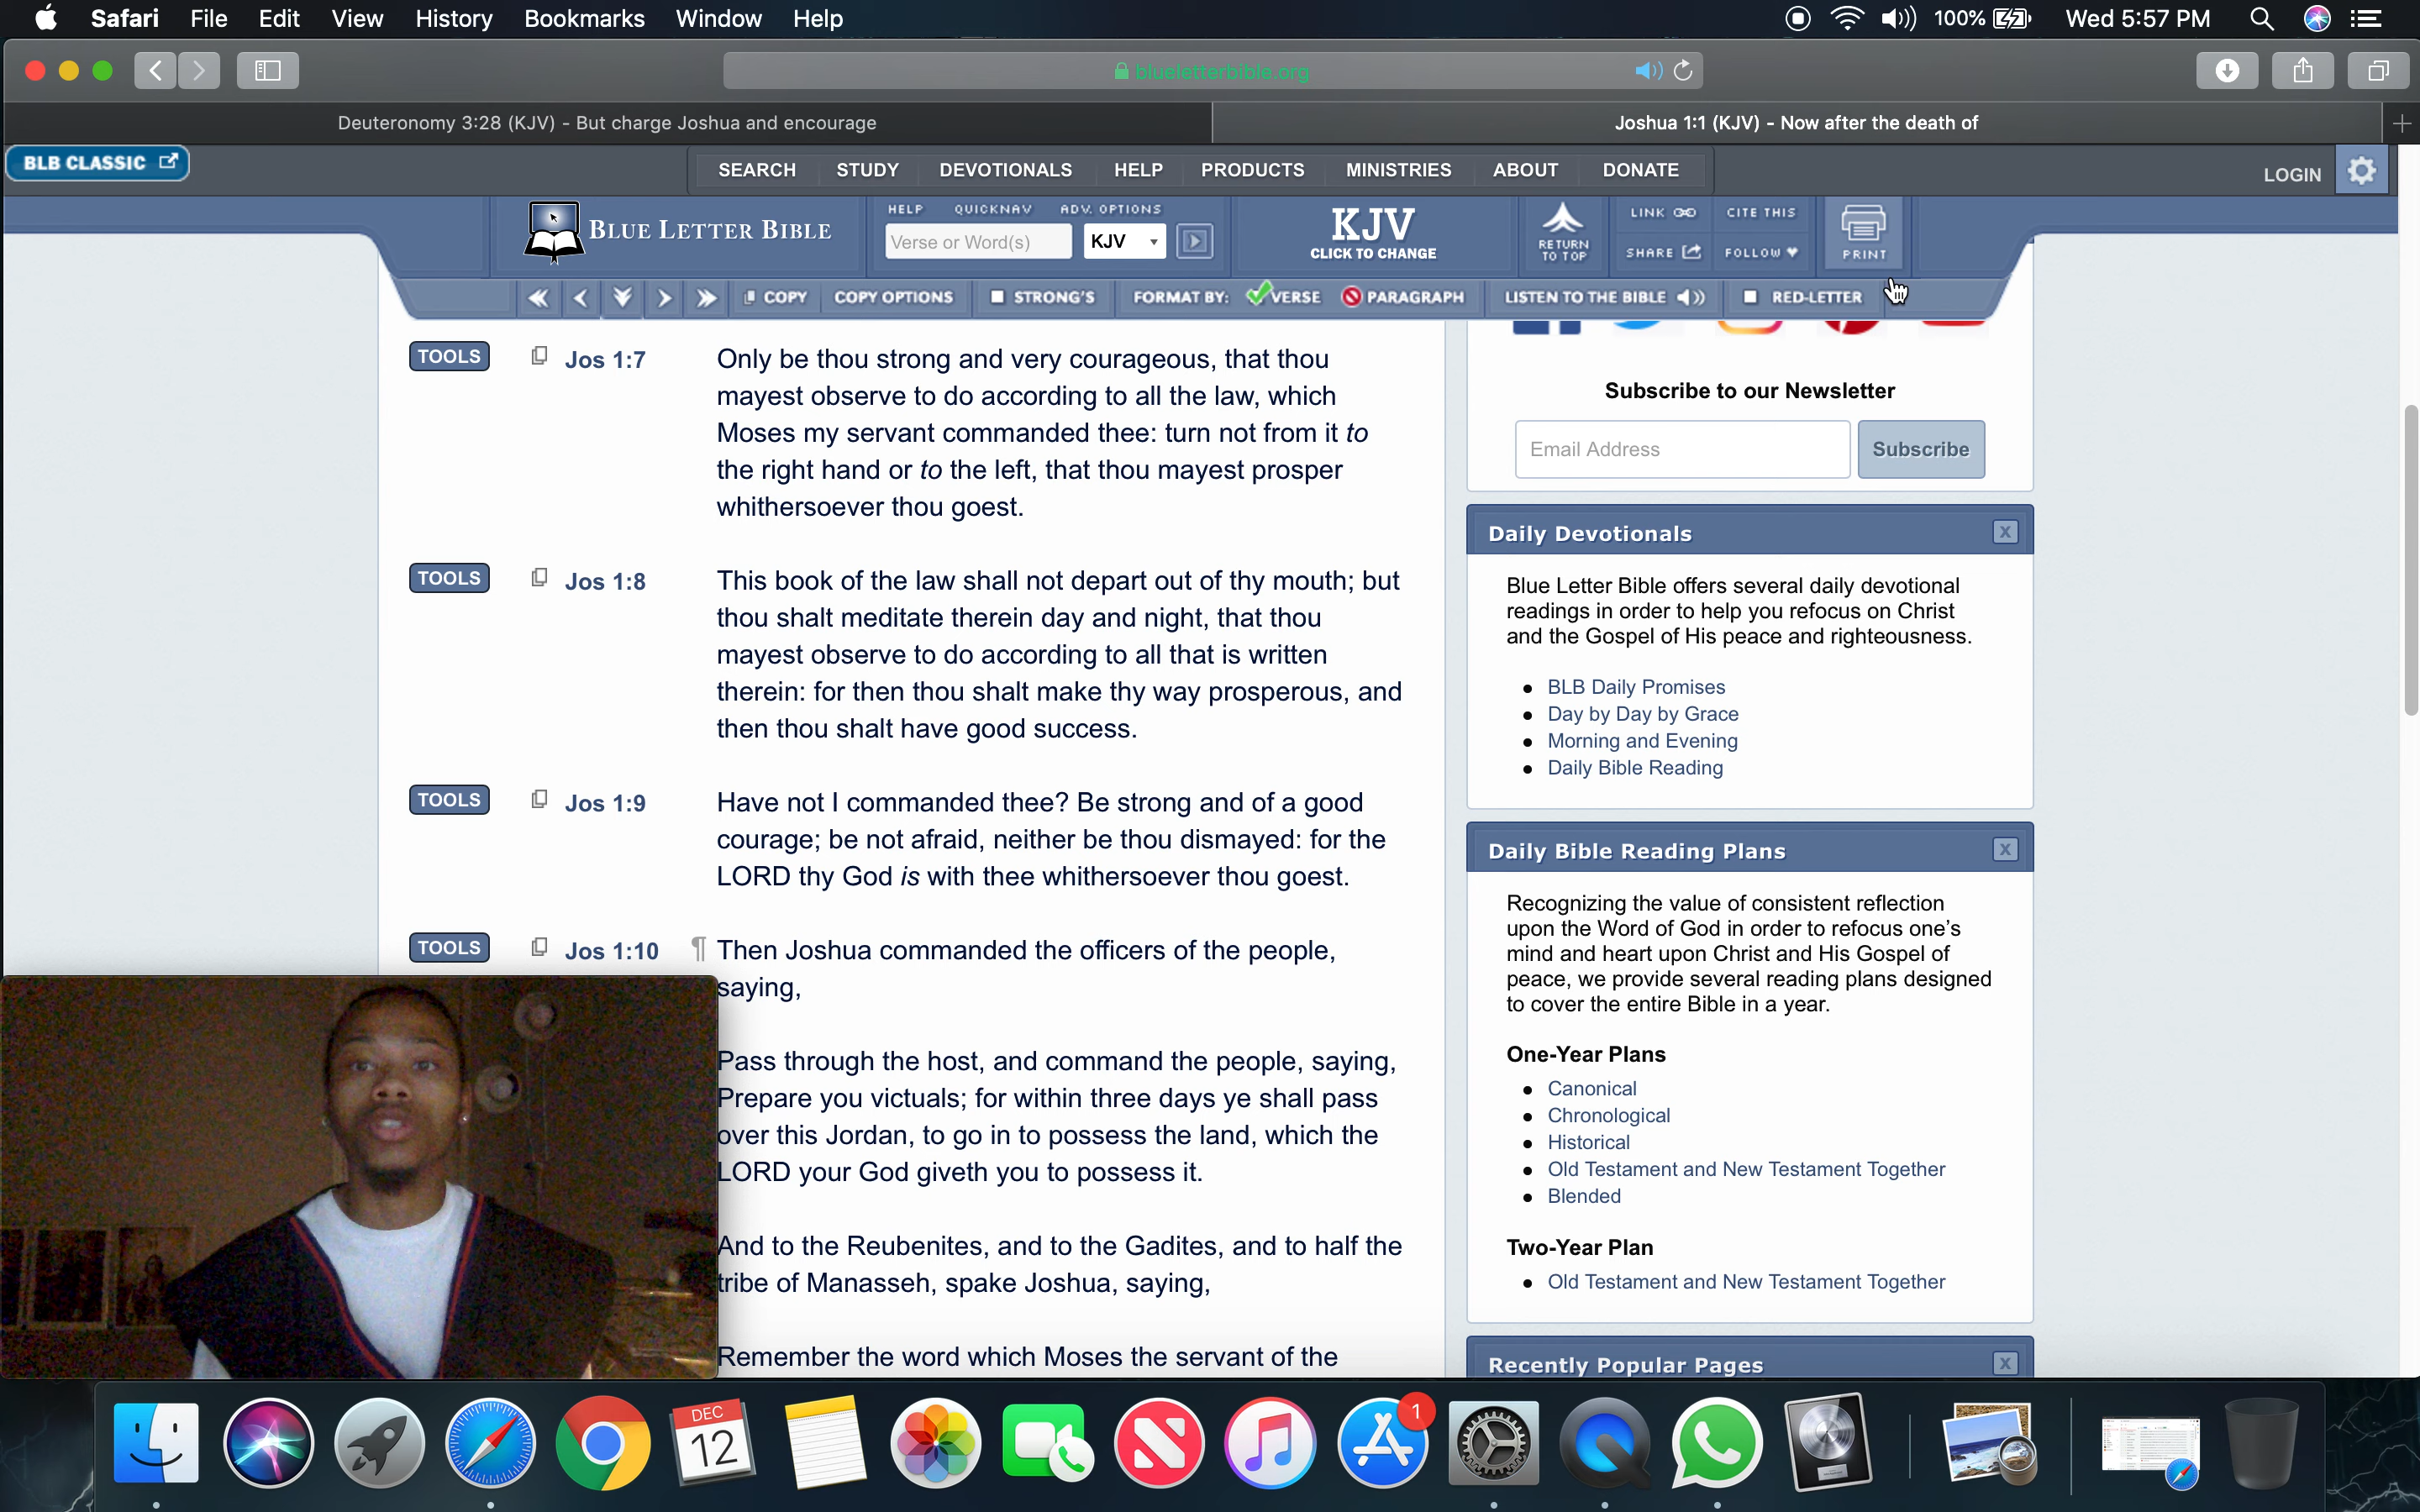 Safari File Edit View History Bookmarks Window Help 100% Wed 5:57 PM
blueletterbible.org
Deuteronomy 3:28 (KJV) - But charge Joshua and encourage
Joshua 1:1 (KJV) - Now after the death of
BLB CLASSIC
SEARCH STUDY DEVOTIONALS HELP PRODUCTS MINISTRIES ABOUT DONATE
LOGIN
BLUE LETTER BIBLE
HELP QUICKNAV ADV. OPTIONS
Verse or Word(s) KJV
KJV
CLICK TO CHANGE
RETURN
TO TOP
LINK CITE THIS
SHARE FOLLOW
PRINT
COPY COPY OPTIONS STRONG'S FORMAT BY: VERSE PARAGRAPH LISTEN TO THE BIBLE RED-LETTER
TOOLS Jos 1:7 Only be thou strong and very courageous, that thou
mayest observe to do according to all the law, which
Moses my servant commanded thee: turn not from it to
the right hand or to the left, that thou mayest prosper
whithersoever thou goest.
TOOLS Jos 1:8 This book of the law shall not depart out of thy mouth; but
thou shalt meditate therein day and night, that thou
mayest observe to do according to all that is written
therein: for then thou shalt make thy way prosperous, and
then thou shalt have good success.
TOOLS Jos 1:9 Have not I commanded thee? Be strong and of a good
courage; be not afraid, neither be thou dismayed: for the
LORD thy God is with thee whithersoever thou goest.
TOOLS Jos 1:10 ¶ Then Joshua commanded the officers of the people,
saying,
Pass through the host, and command the people, saying,
Prepare you victuals; for within three days ye shall pass
over this Jordan, to go in to possess the land, which the
LORD your God giveth you to possess it.
And to the Reubenites, and to the Gadites, and to half the
tribe of Manasseh, spake Joshua, saying,
Remember the word which Moses the servant of the
Subscribe to our Newsletter
Email Address Subscribe
Daily Devotionals X
Blue Letter Bible offers several daily devotional
readings in order to help you refocus on Christ
and the Gospel of His peace and righteousness.
• BLB Daily Promises
• Day by Day by Grace
• Morning and Evening
• Daily Bible Reading
Daily Bible Reading Plans X
Recognizing the value of consistent reflection
upon the Word of God in order to refocus one's
mind and heart upon Christ and His Gospel of
peace, we provide several reading plans designed
to cover the entire Bible in a year.
One-Year Plans
• Canonical
• Chronological
• Historical
• Old Testament and New Testament Together
• Blended
Two-Year Plan
• Old Testament and New Testament Together
Recently Popular Pages X
DEC
12
1